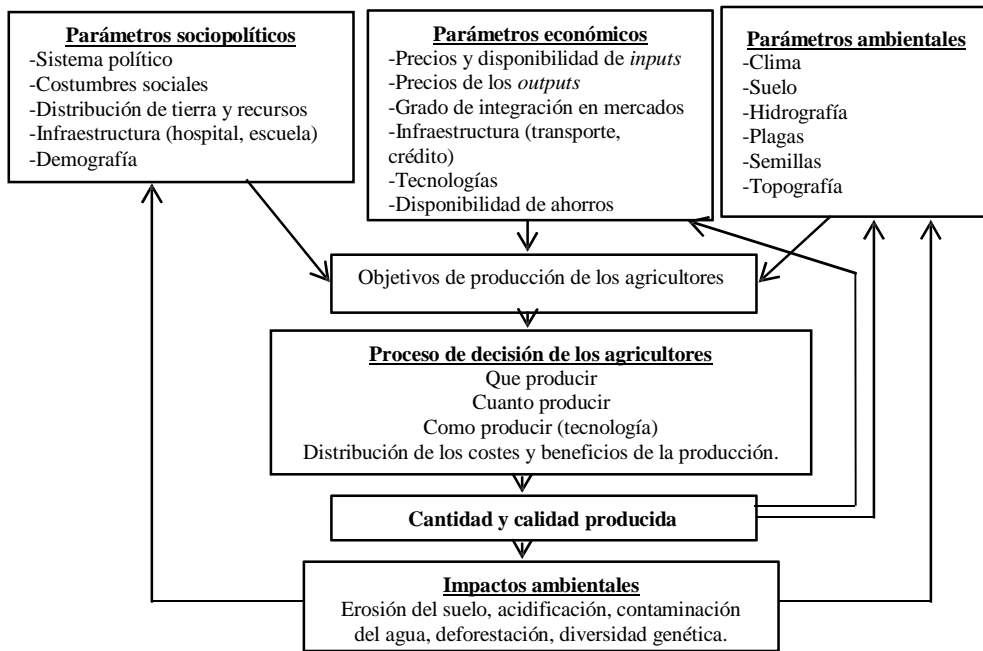 Parámetros sociopolíticos
-Sistema político
-Costumbres sociales
-Distribución de tierra y recursos
-Infraestructura (hospital, escuela)
-Demografía
Parámetros económicos
-Precios y disponibilidad de inputs
-Precios de los outputs
-Grado de integración en mercados
-Infraestructura (transporte,
crédito)
-Tecnologías
-Disponibilidad de ahorros
Parámetros ambientales
-Clima
-Suelo
-Hidrografía
-Plagas
-Semillas
-Topografía
Objetivos de producción de los agricultores
Proceso de decisión de los agricultores
Que producir
Cuanto producir
Como producir (tecnología)
Distribución de los costes y beneficios de la producción.
Cantidad y calidad producida
Impactos ambientales
Erosión del suelo, acidificación, contaminación
del agua, deforestación, diversidad genética.